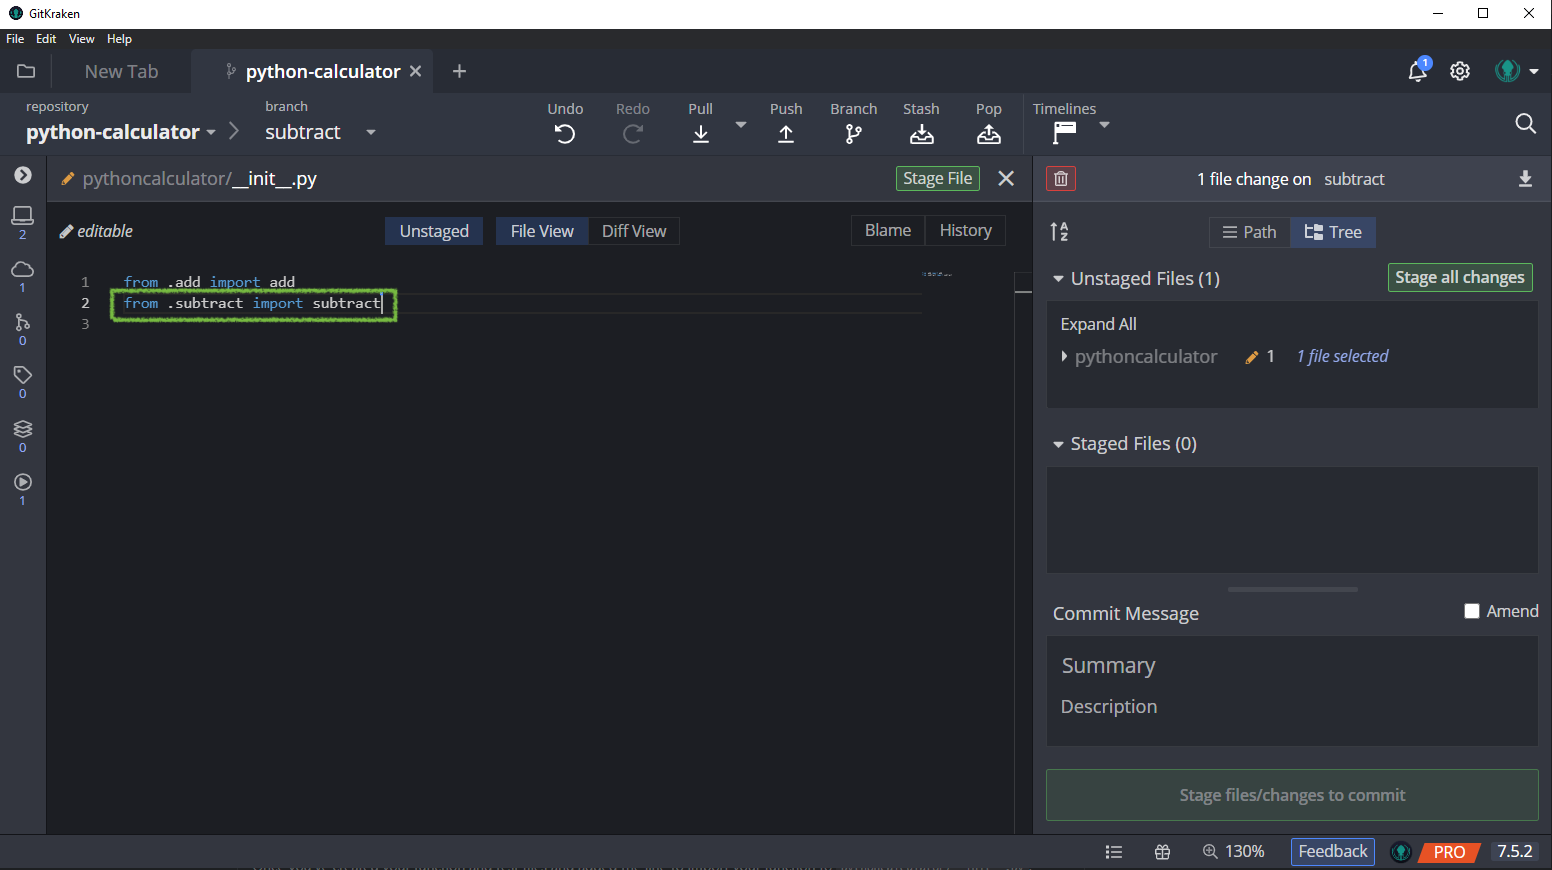 GitKraken
File Edit View Help
New Tab
python-calculator
1
repository
python-calculator
branch
subtract
Undo
Redo
Pull
Push
Branch
Stash
Pop
Timelines
2
1
0
0
0
1
pythoncalculator/__init__.py
Stage File
editable
Unstaged
File View
Diff View
Blame
History
1 from .add import add
2 from .subtract import subtract
3
1 file change on subtract
A
Z
Path
Tree
Unstaged Files (1)
Stage all changes
Expand All
pythoncalculator 1 1 file selected
Staged Files (0)
Commit Message
Amend
Summary
Description
Stage files/changes to commit
130%
Feedback
PRO
7.5.2